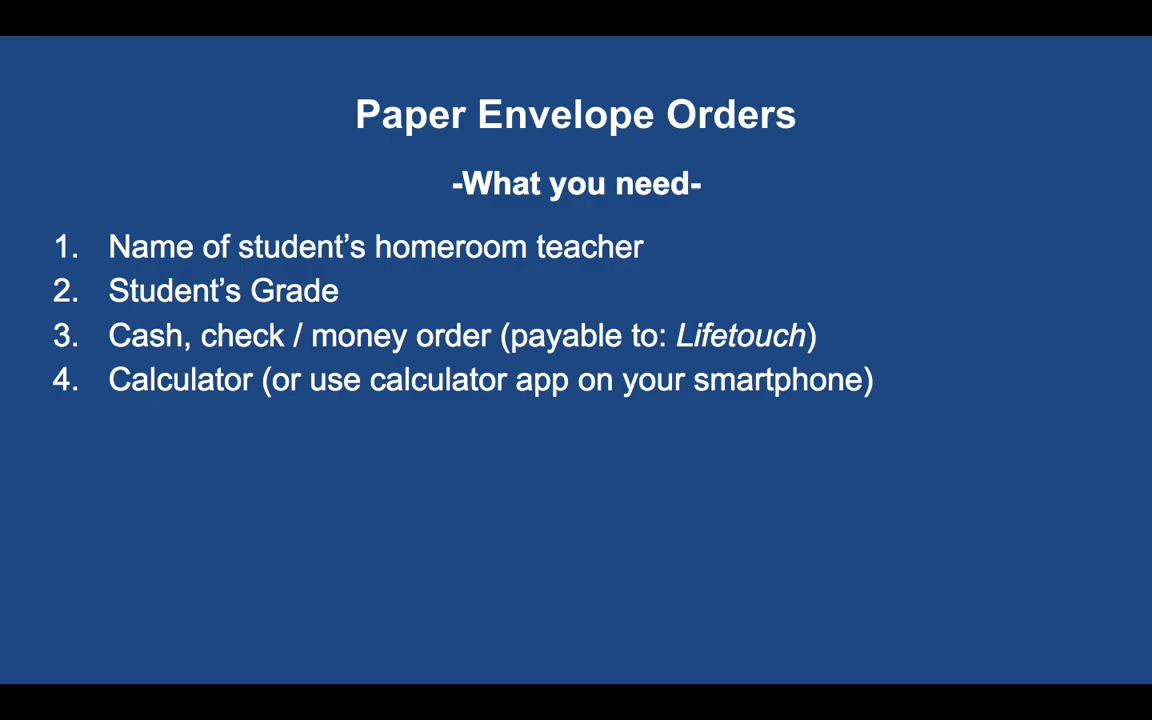 Paper Envelope Orders
-What you need-
1. Name of student’s homeroom teacher
2. Student’s Grade
3. Cash, check / money order (payable to: Lifetouch)
4. Calculator (or use calculator app on your smartphone)